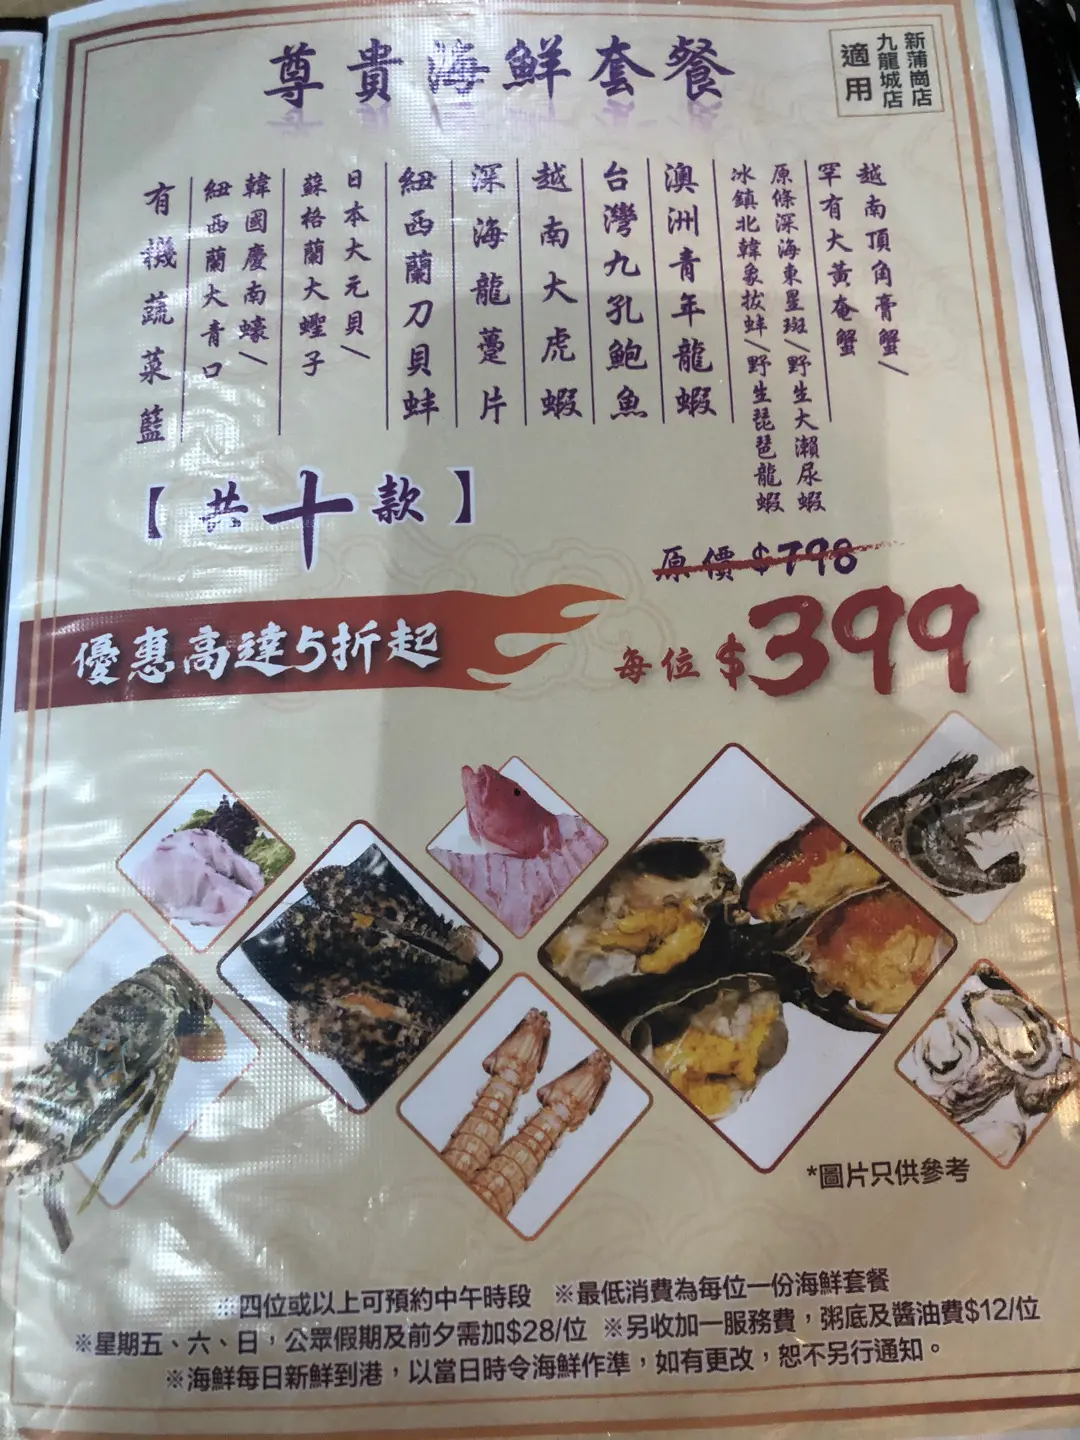 尊貴海鮮套餐
新蒲崗店
九龍城店
適用
越南頂角膏蟹/
罕有大黃奄蟹
原條深海東星斑/野生大瀨尿蝦
冰鎮北韓象拔蚌/野生琵琶龍蝦
澳洲青年龍蝦
台灣九孔鮑魚
越南大虎蝦
深海龍躉片
紐西蘭刀貝蚌
日本大元貝/
蘇格蘭大蟶子
韓國慶南蠔/
紐西蘭大青口
有機蔬菜籃
【共十款】
原價$798
優惠高達5折起
每位$399
*圖片只供參考
※四位或以上可預約中午時段 ※最低消費為每位一份海鮮套餐
※星期五、六、日，公眾假期及前夕需加$28/位 ※另收加一服務費，粥底及醬油費$12/位
※海鮮每日新鮮到港，以當日時令海鮮作準，如有更改，恕不另行通知。